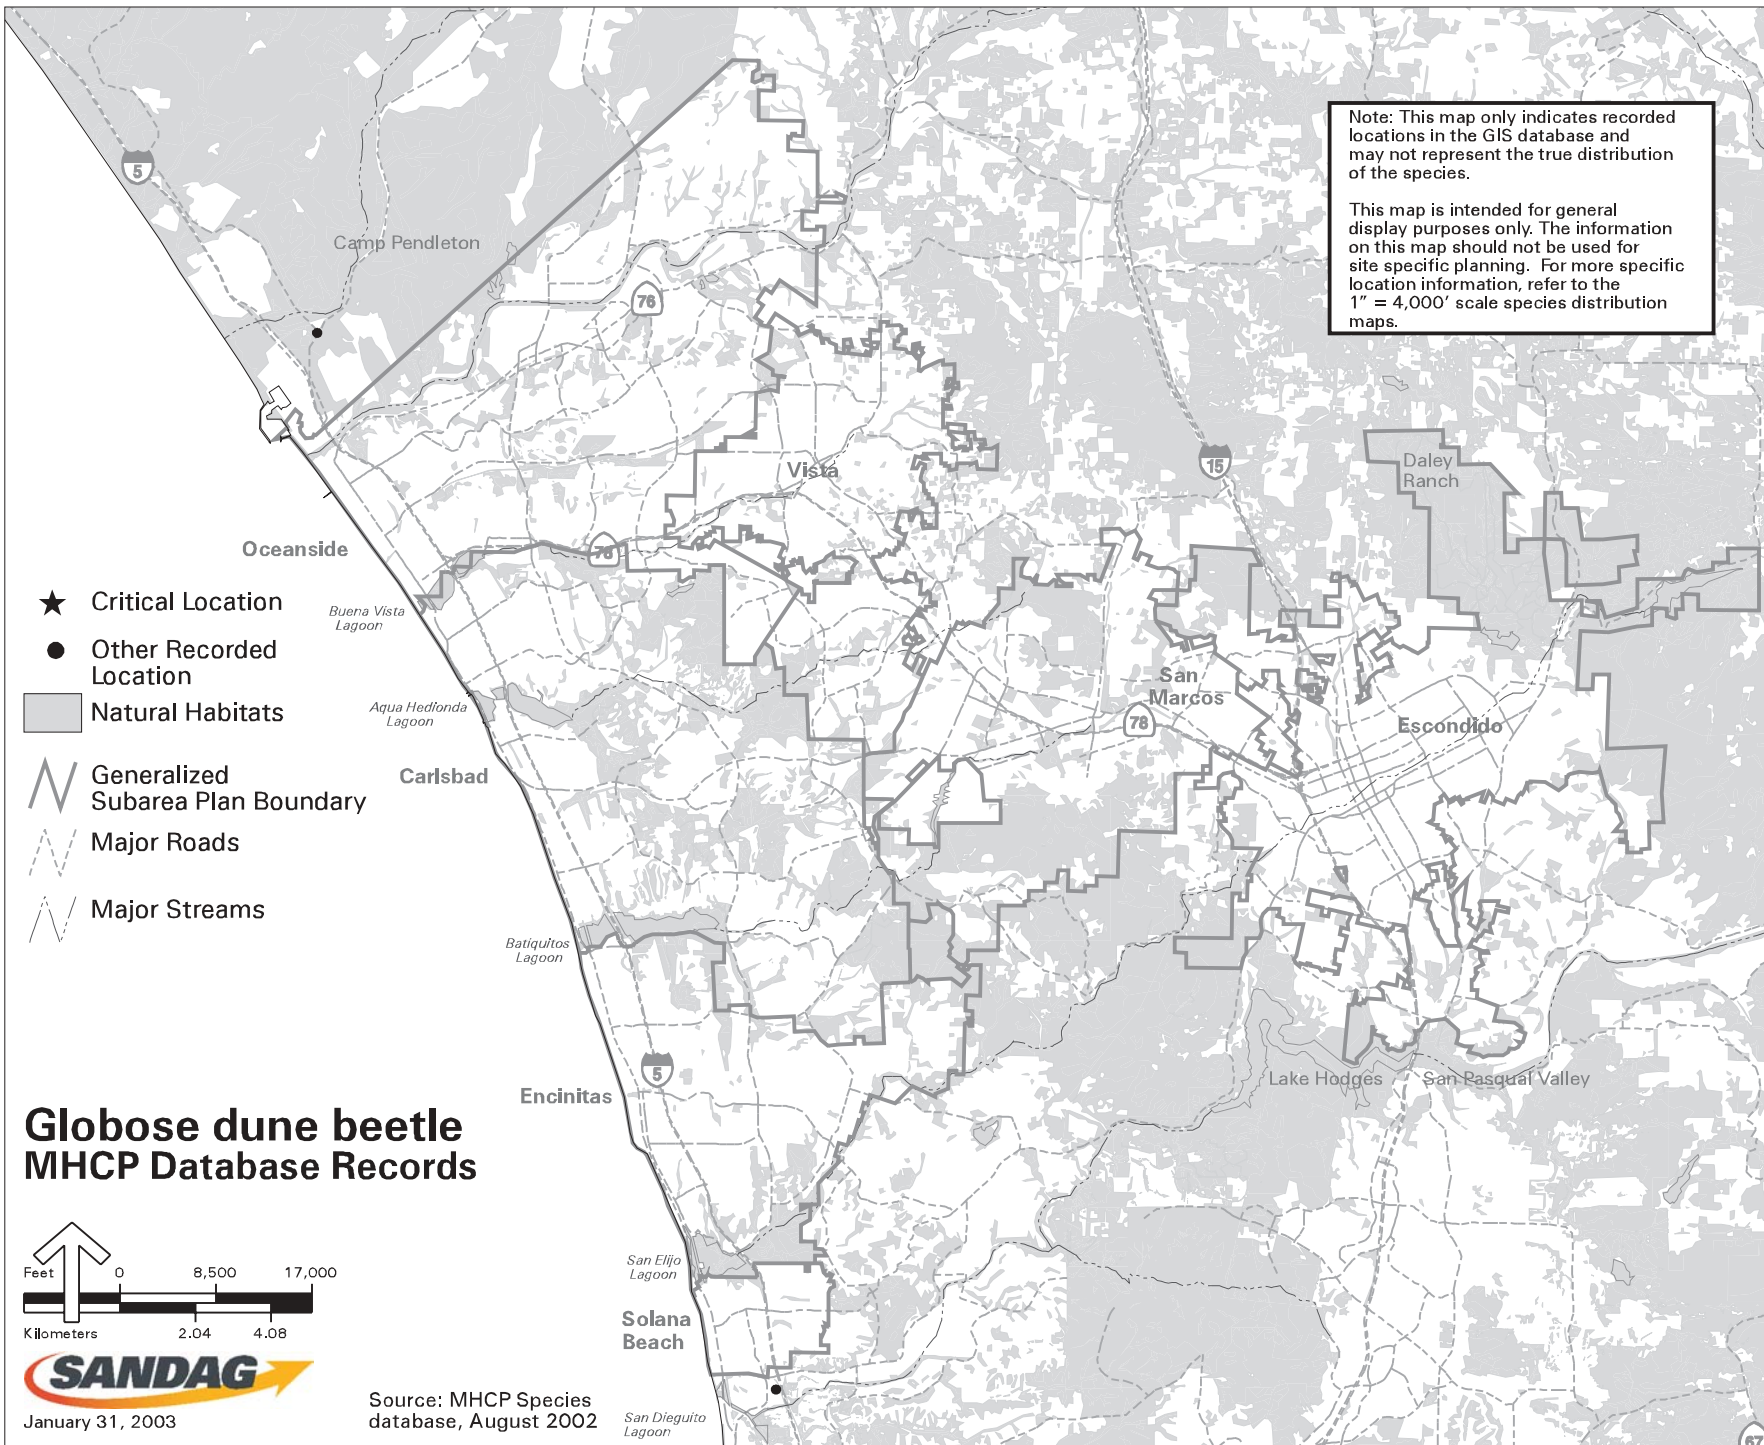 Note: This map only indicates recorded
locations in the GIS database and
may not represent the true distribution
of the species.
This map is intended for general
display purposes only. The information
on this map should not be used for
site specific planning. For more specific
location information, refer to the
1” = 4,000’ scale species distribution
maps.
5
Camp Pendleton
76
15
Daley
Ranch
Vista
Oceanside
78
Critical Location
Buena Vista
Lagoon
Other Recorded
Location
San
Marcos
Natural Habitats
Aqua Hedionda
Lagoon
78
Escondido
Generalized
Subarea Plan Boundary
Carlsbad
Major Roads
Major Streams
Batiquitos
Lagoon
5
Encinitas
Lake Hodges
San Pasqual Valley
Globose dune beetle
MHCP Database Records
San Elijo
Lagoon
Feet 0 8,500 17,000
Kilometers 2.04 4.08
Solana
Beach
SANDAG
January 31, 2003
Source: MHCP Species
database, August 2002
San Dieguito
Lagoon
67